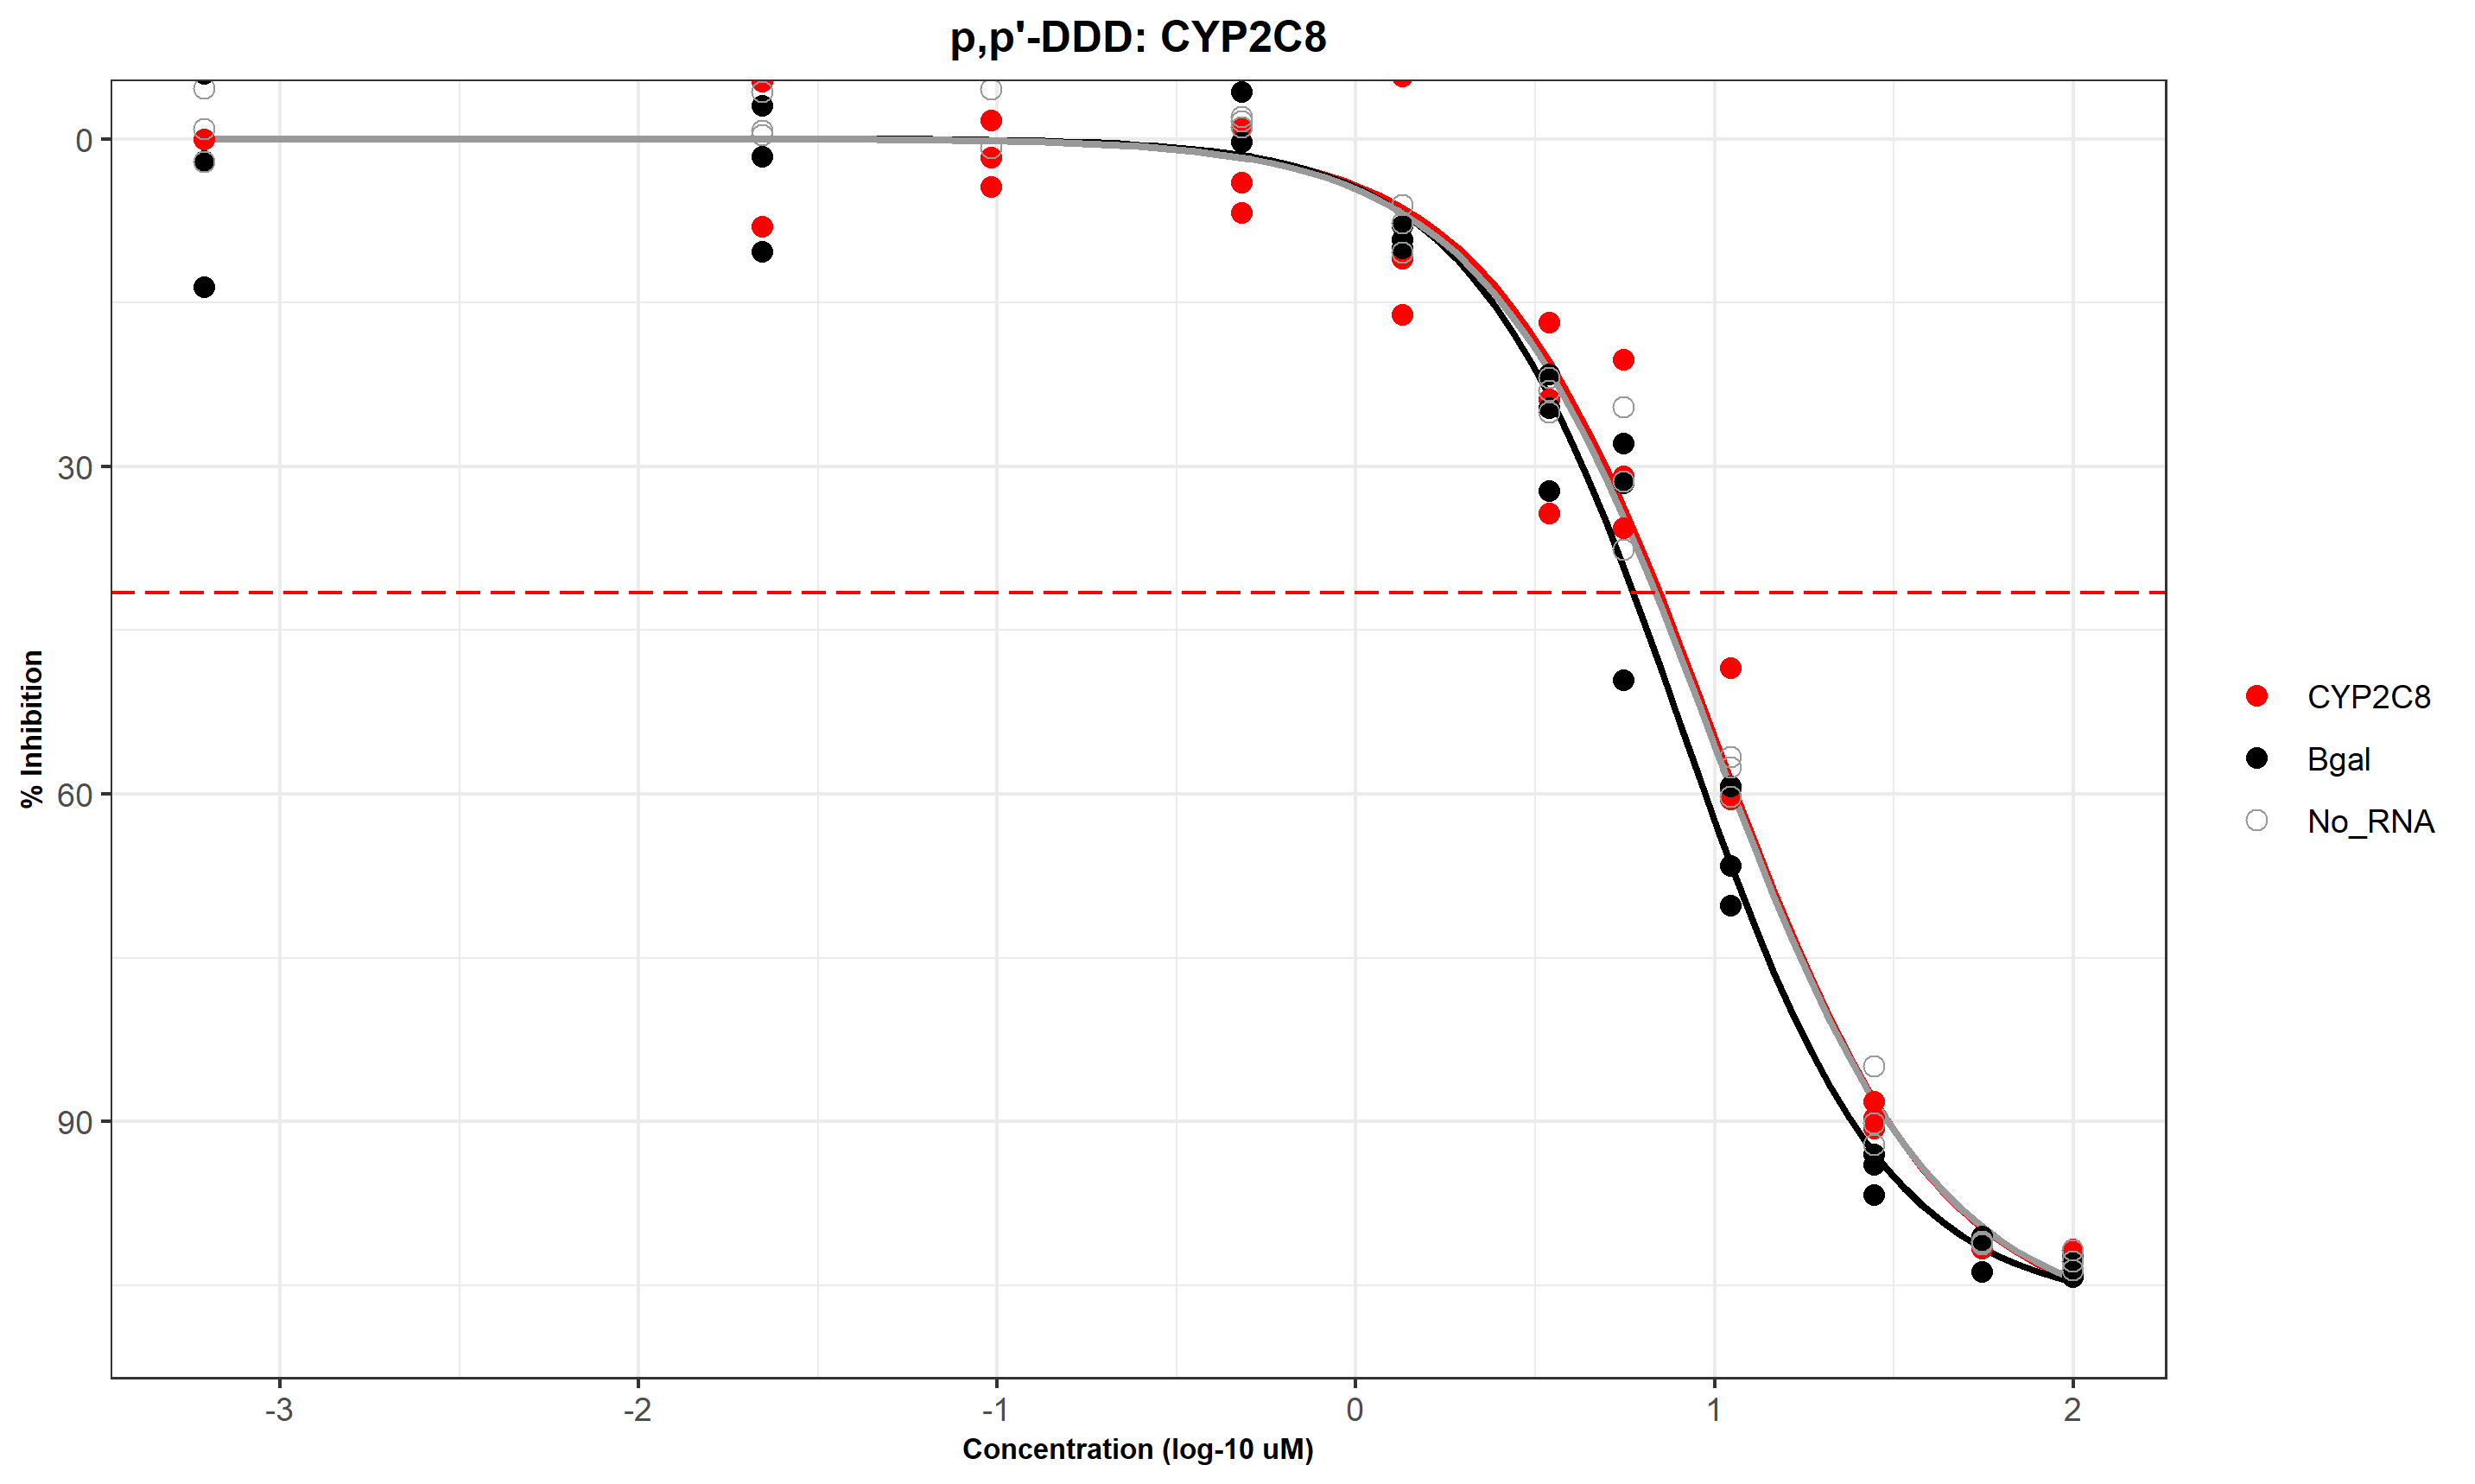 p,p'-DDD: CYP2C8
0
30
60
90
% Inhibition
-3
-2
-1
0
1
2
Concentration (log-10 uM)
CYP2C8
Bgal
No_RNA